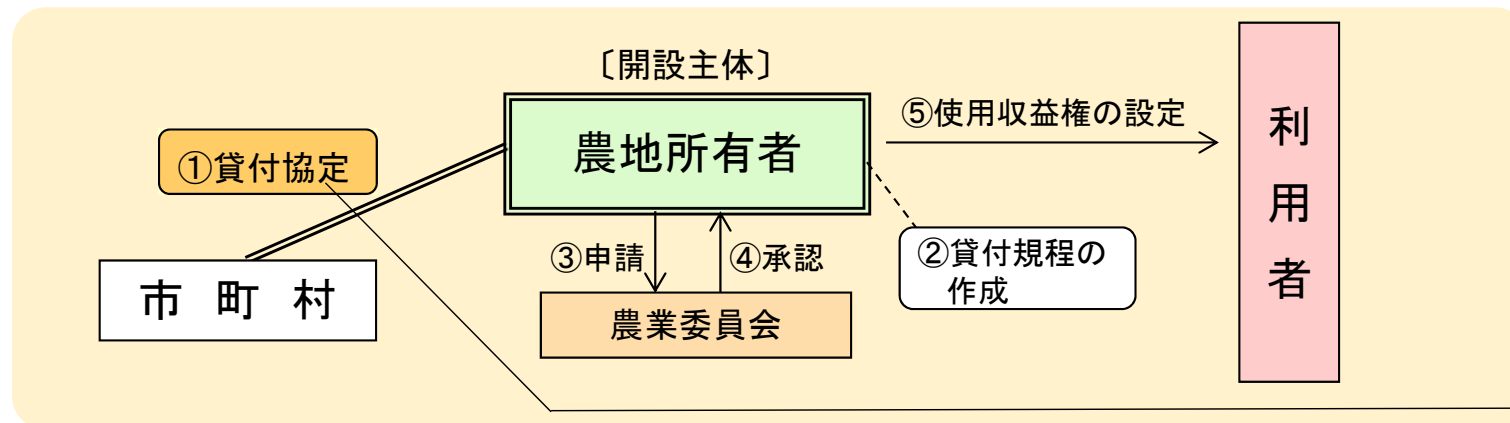 〔開設主体〕
農地所有者
①貸付協定
市町村
③申請
④承認
農業委員会
②貸付規程の
作成
⑤使用収益権の設定
利用者